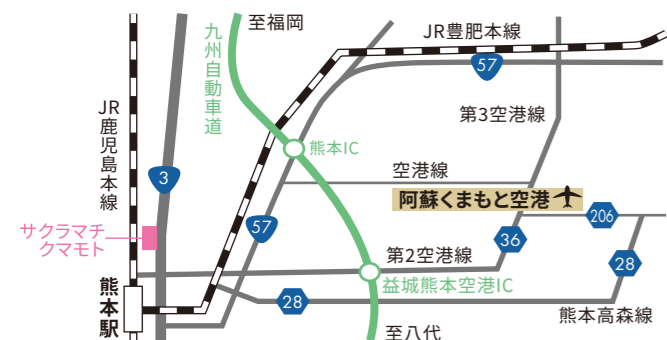 至福岡
JR豊肥本線
九州自動車道
57
JR鹿児島本線
第3空港線
熊本IC
3
空港線
阿蘇くまもと空港
206
サクラマチ
クマモト
57
36
第2空港線
28
益城熊本空港IC
熊本駅
28
熊本高森線
至八代